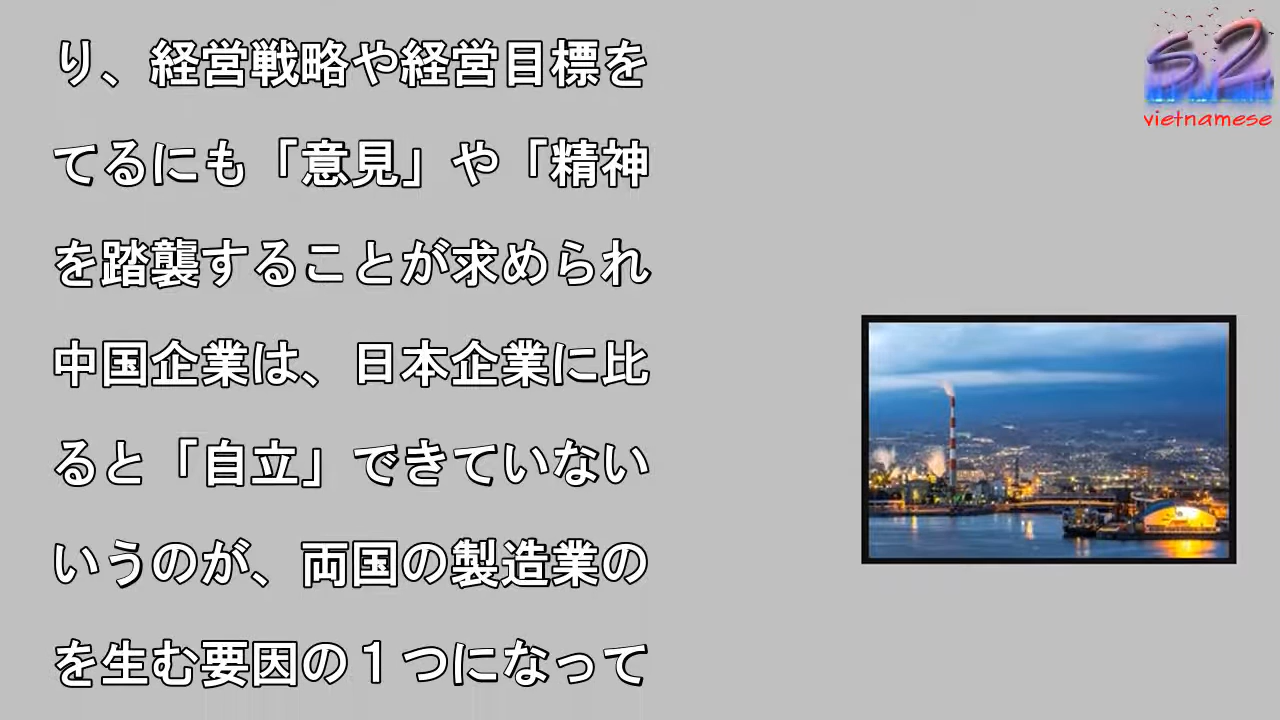 り、経営戦略や経営目標を
てるにも「意見」や「精神
を踏襲することが求められ
中国企業は、日本企業に比
ると「自立」できていない
いうのが、両国の製造業の
を生む要因の１つになって
S2
vietnamese